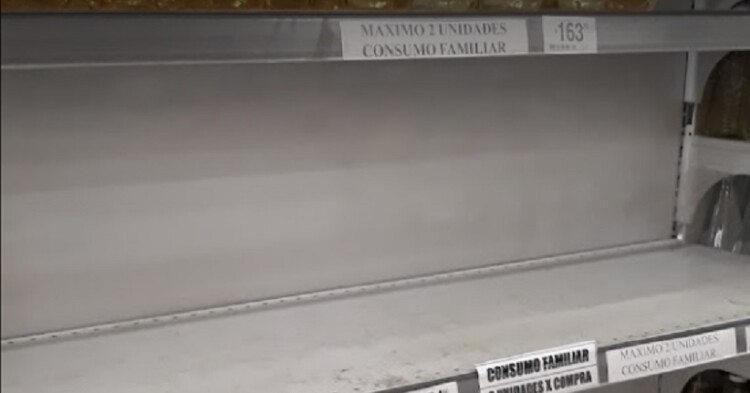 MAXIMO 2 UNIDADES
CONSUMO FAMILIAR
163
CONSUMO FAMILIAR
UNIDADES X COMPRA
MAXIMO 2 UNIDADES
CONSUMO FAMILIAR